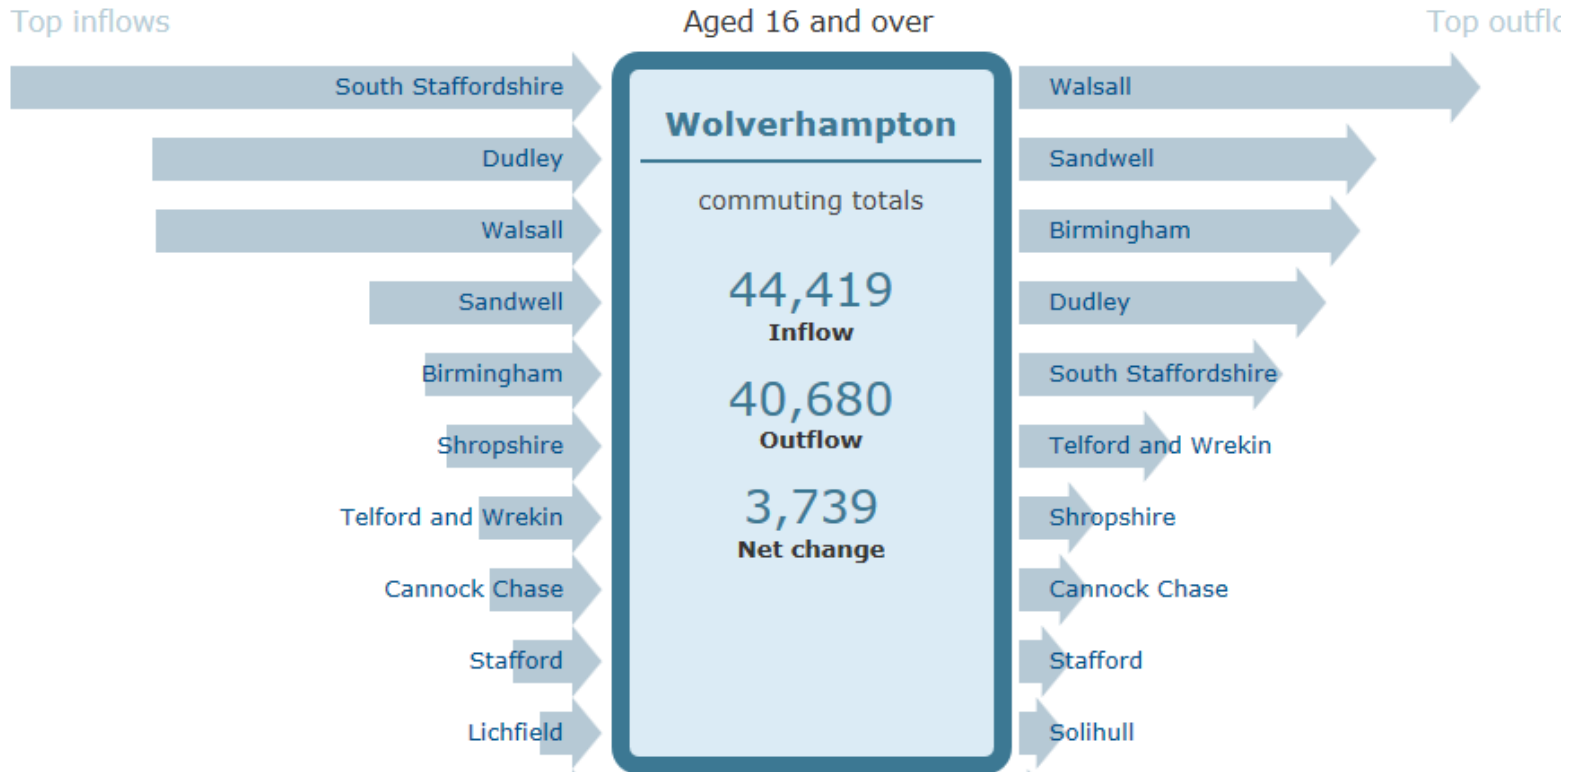 Top inflows
Aged 16 and over
Top outflo
South Staffordshire
Dudley
Walsall
Sandwell
Birmingham
Shropshire
Telford and Wrekin
Cannock Chase
Stafford
Lichfield
Wolverhampton
commuting totals
44,419
Inflow
40,680
Outflow
3,739
Net change
Walsall
Sandwell
Birmingham
Dudley
South Staffordshire
Telford and Wrekin
Shropshire
Cannock Chase
Stafford
Solihull